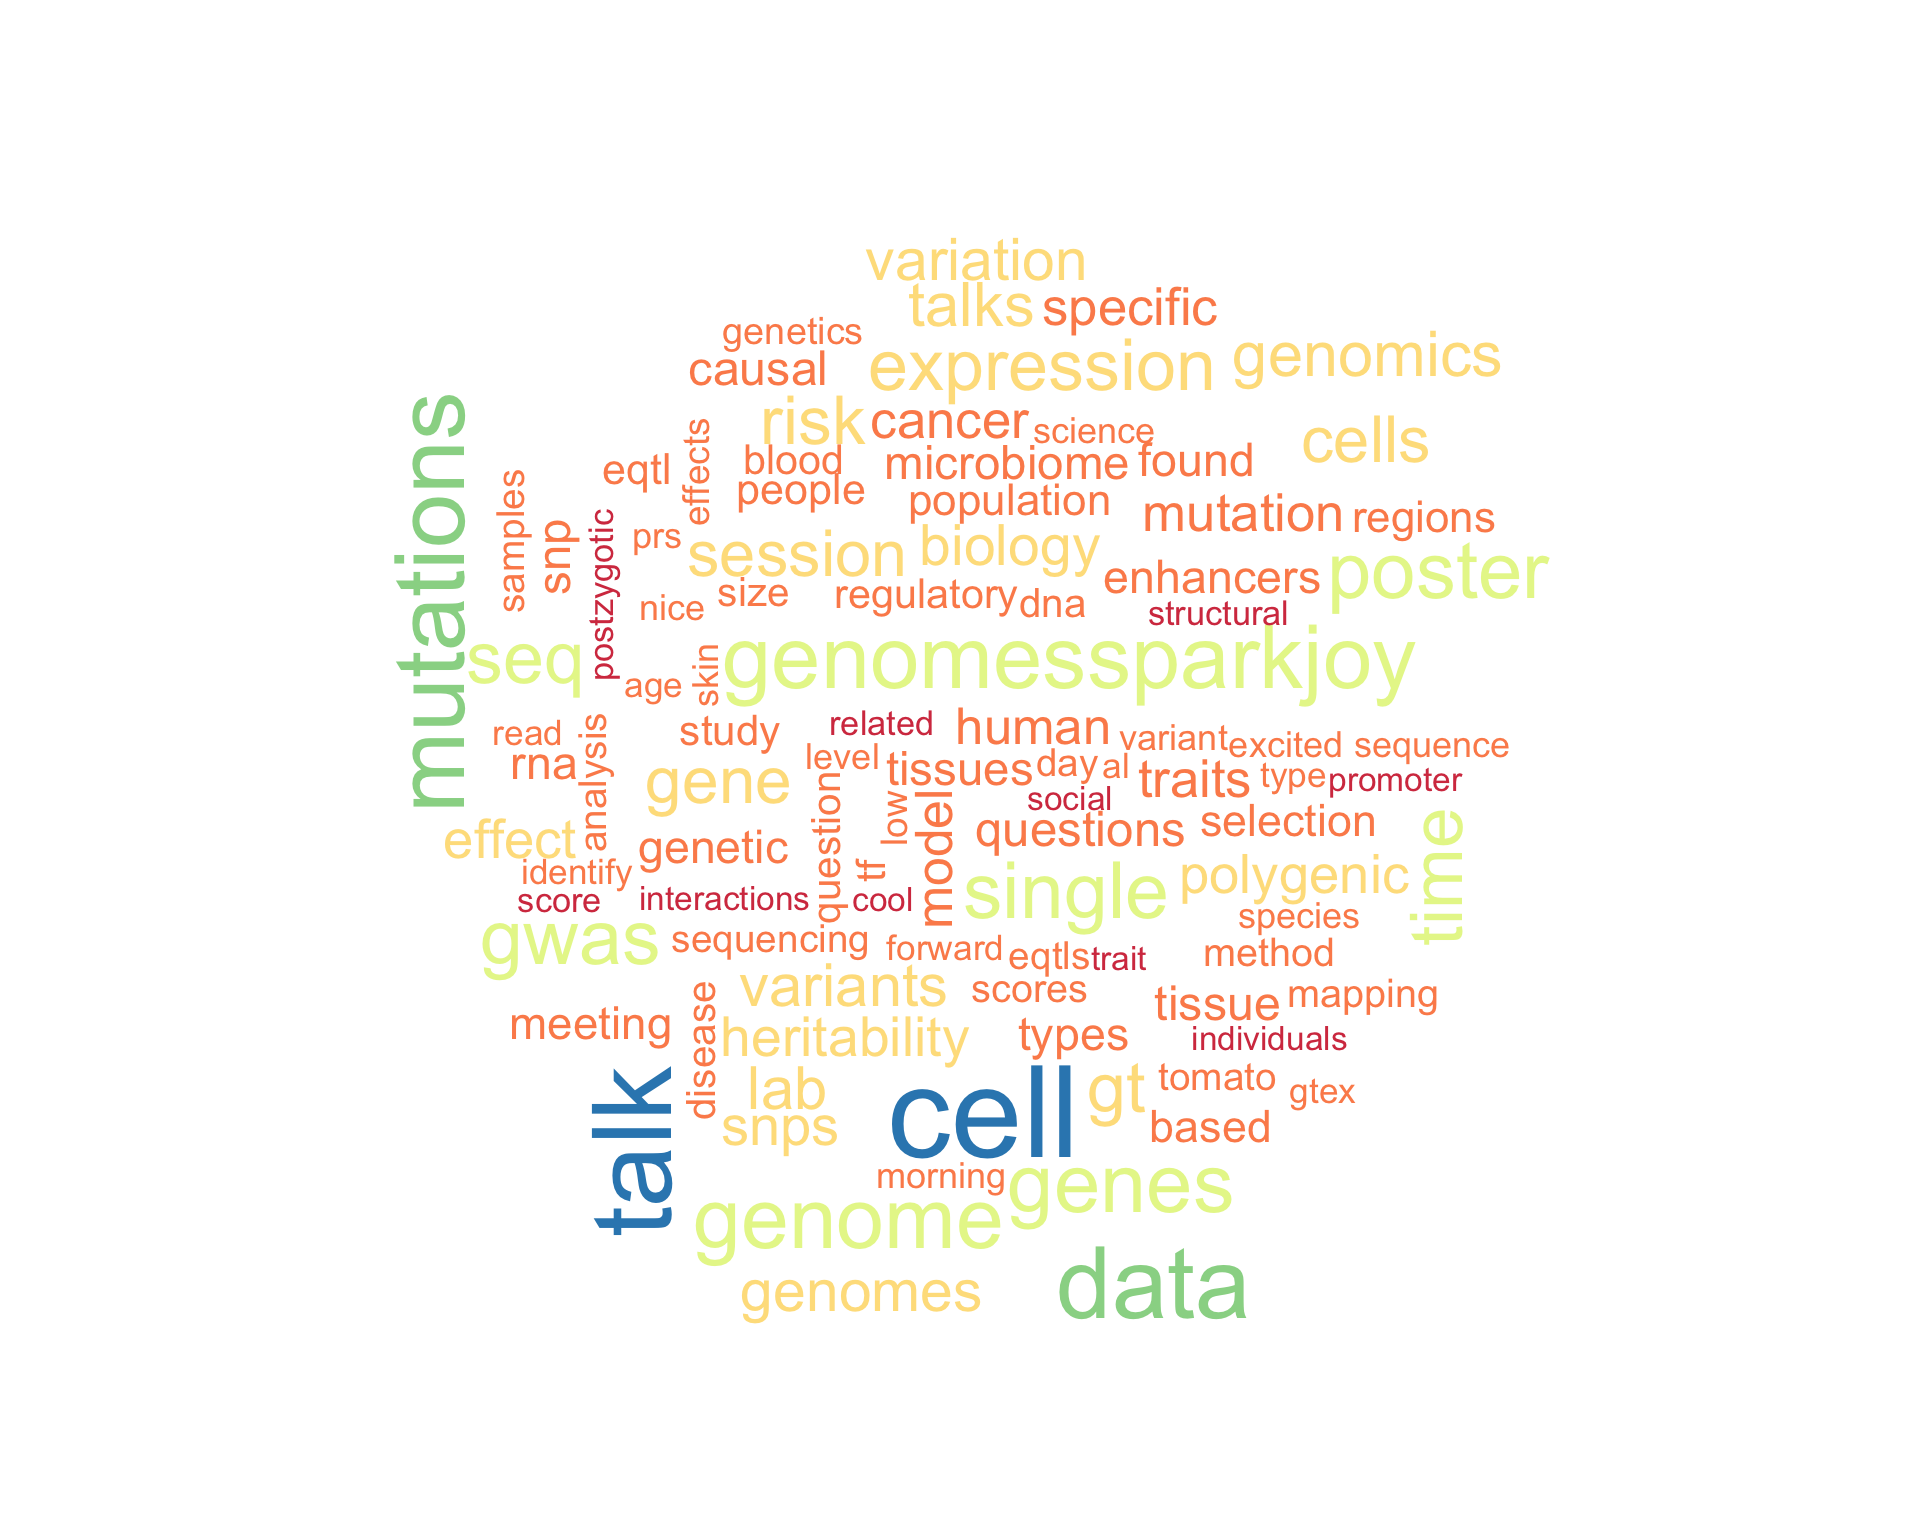 variation
talks specific
genetics
causal expression genomics
risk cancer science cells
eqtl effects blood microbiome found
people population
mutations samples snp postzygotic prs mutation regions
session biology enhancers poster
nice size regulatory dna structural
seq age skin genomessparkjoy
read study related human variant excited sequence
rna analysis gene level tissues day al traits type promoter
social
effect genetic question low model questions selection time
identify tf single polygenic
score interactions cool species
gwas sequencing forward eqtls trait method
variants scores tissue mapping
meeting disease heritability types individuals
talk lab cell gt tomato gtex
snps based
morning genes
genome
genomes data